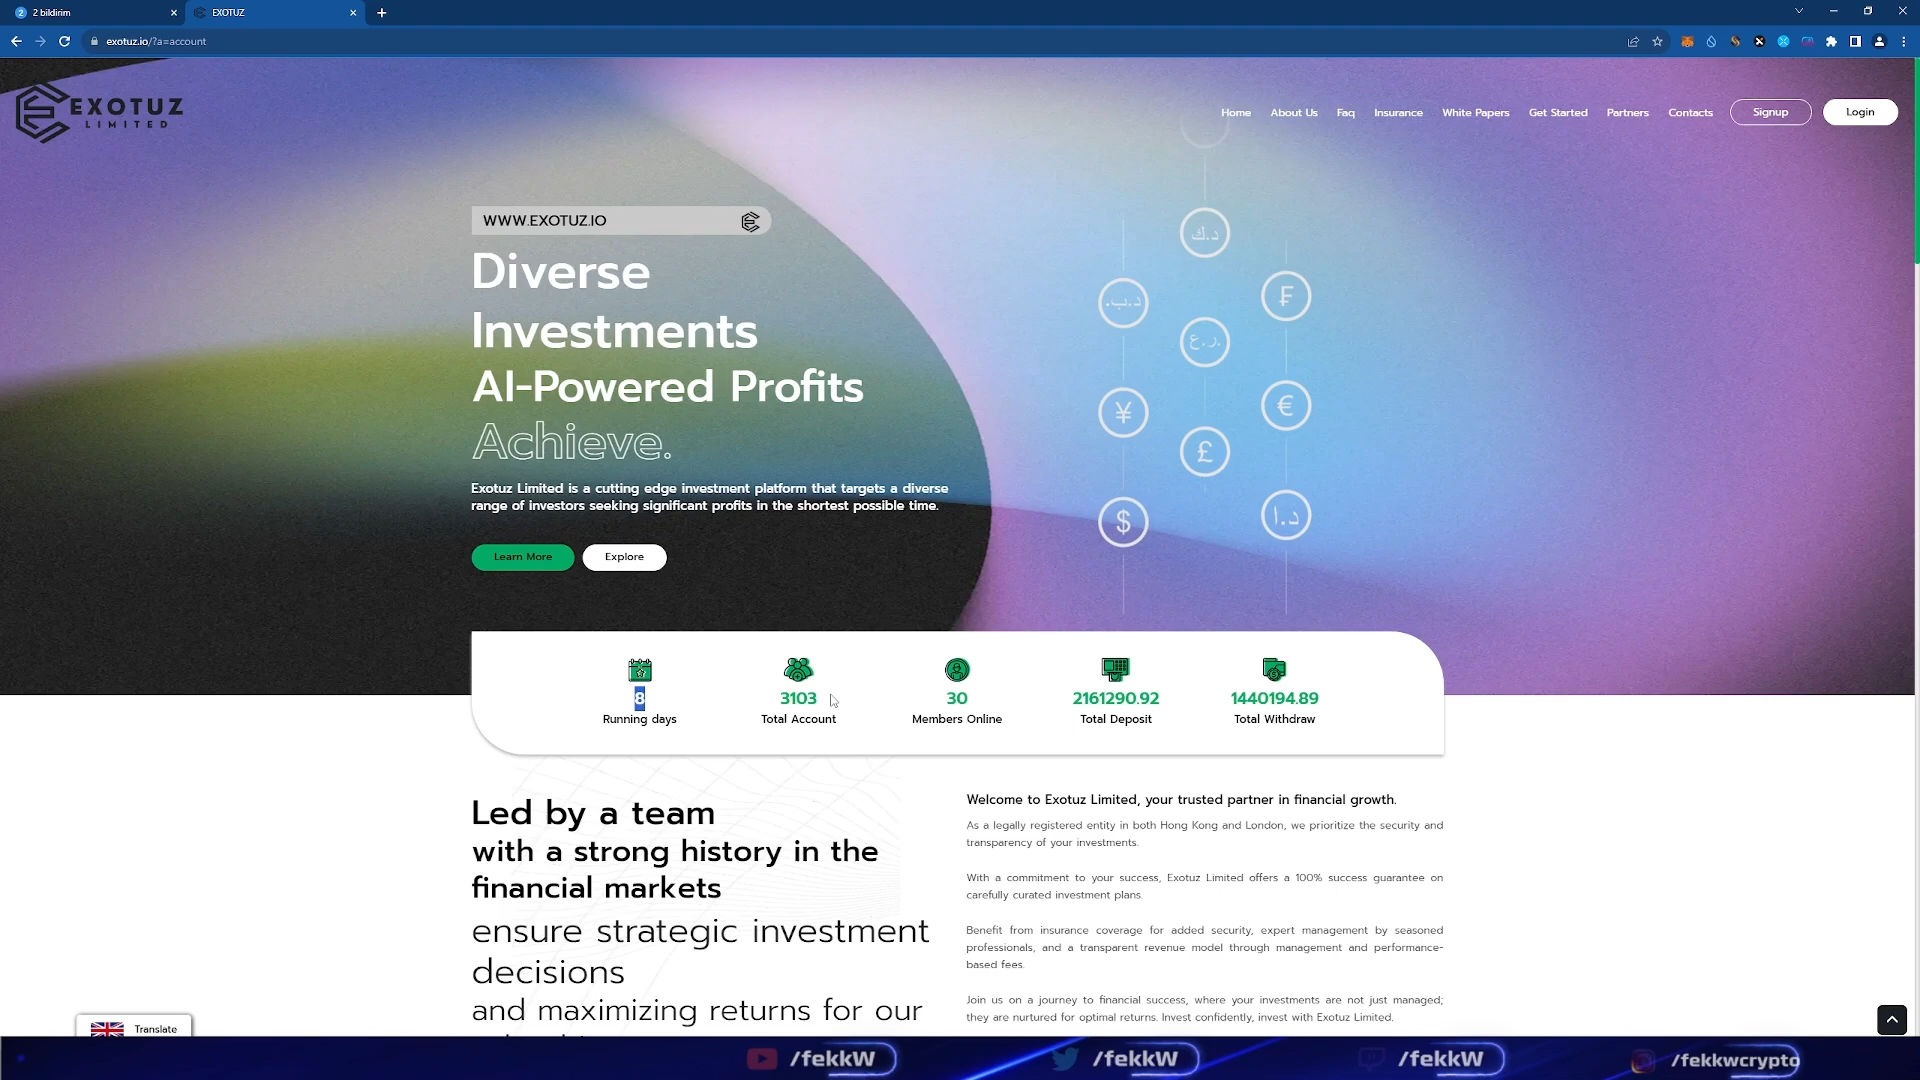 2 bildirim
EXOTUZ
exotuz.io/?a=account
EXOTUZ
LIMITED
Home
About Us
Faq
Insurance
White Papers
Get Started
Partners
Contacts
Signup
Login
WWW.EXOTUZ.IO
Diverse
Investments
AI-Powered Profits
Achieve.
Exotuz Limited is a cutting edge investment platform that targets a diverse
range of investors seeking significant profits in the shortest possible time.
Learn More
Explore
د.ك
د.ب.
₣
ر.ع.
¥
€
£
$
د.ا
8
Running days
3103
Total Account
30
Members Online
2161290.92
Total Deposit
1440194.89
Total Withdraw
Led by a team
with a strong history in the
financial markets
ensure strategic investment
decisions
and maximizing returns for our
Welcome to Exotuz Limited, your trusted partner in financial growth.
As a legally registered entity in both Hong Kong and London, we prioritize the security and
transparency of your investments.
With a commitment to your success, Exotuz Limited offers a 100% success guarantee on
carefully curated investment plans.
Benefit from insurance coverage for added security, expert management by seasoned
professionals, and a transparent revenue model through management and performance-
based fees.
Join us on a journey to financial success, where your investments are not just managed;
they are nurtured for optimal returns. Invest confidently, invest with Exotuz Limited.
Translate
/fekkW
/fekkW
/fekkW
/fekkwcrypto